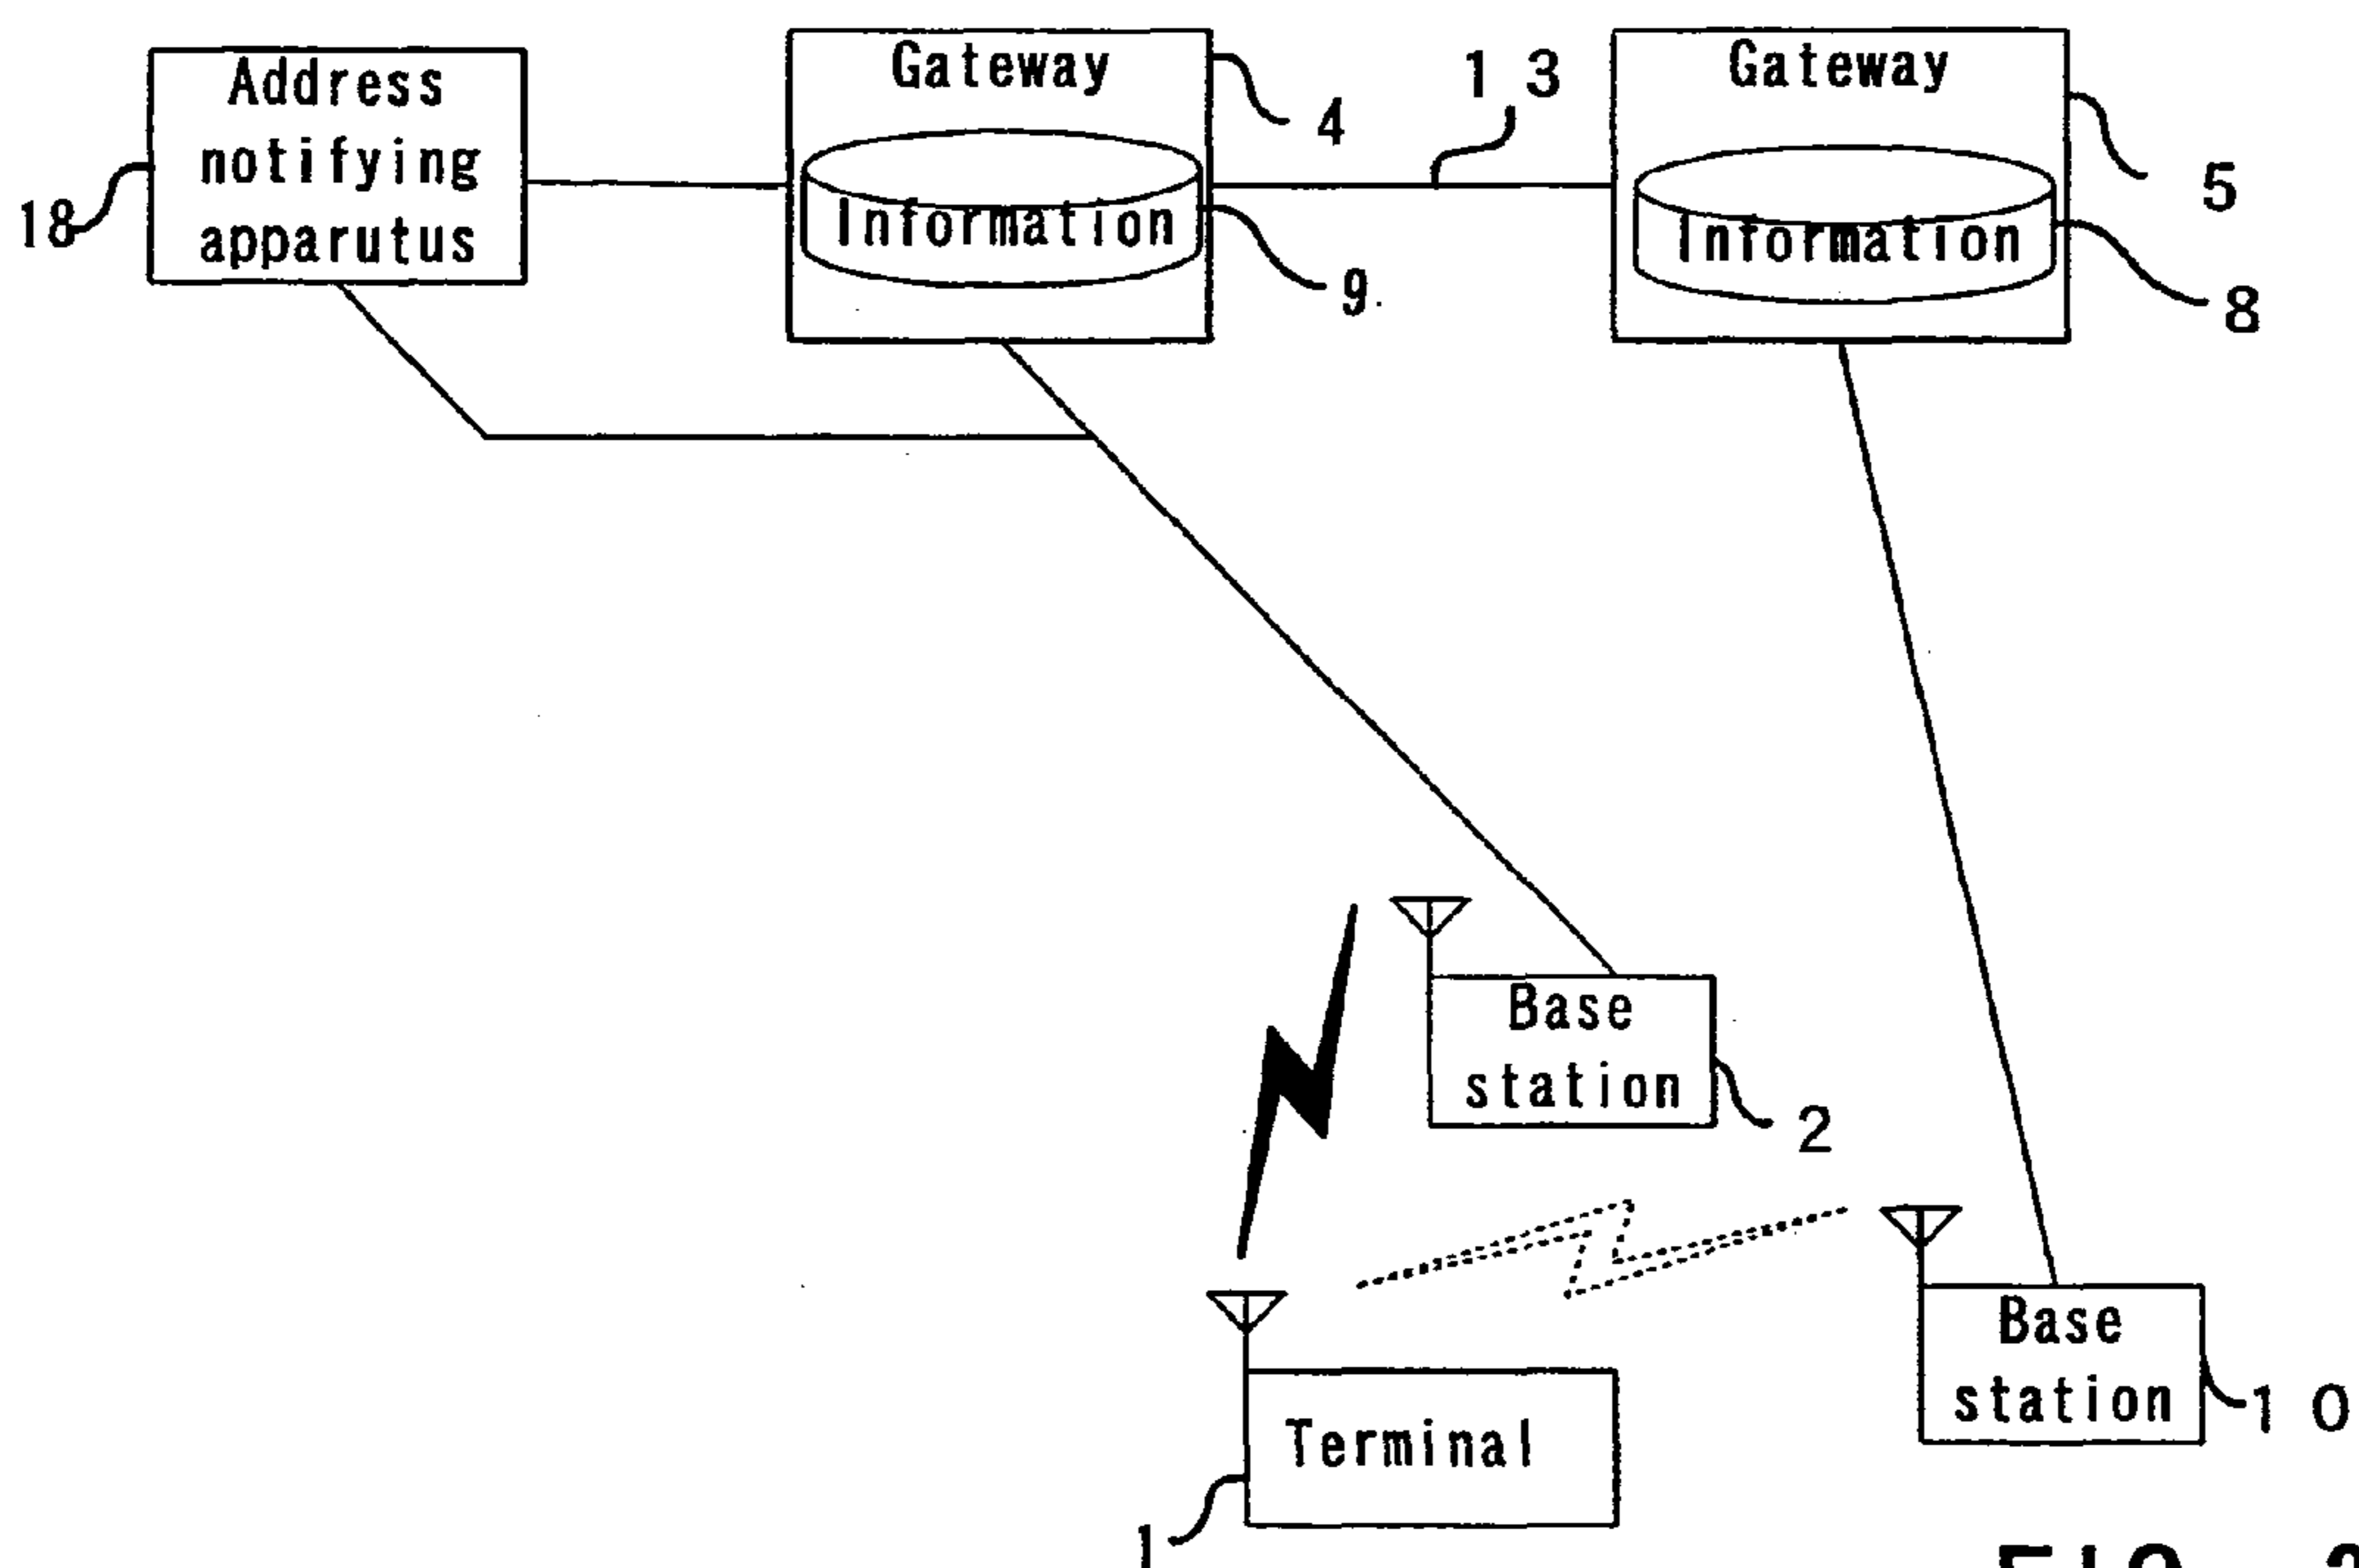 Address
notifying
apparutus
18
Gateway
4
Information
9
1 3
Gateway
5
Information
8
Base
station
2
Base
station
1 0
Terminal
1